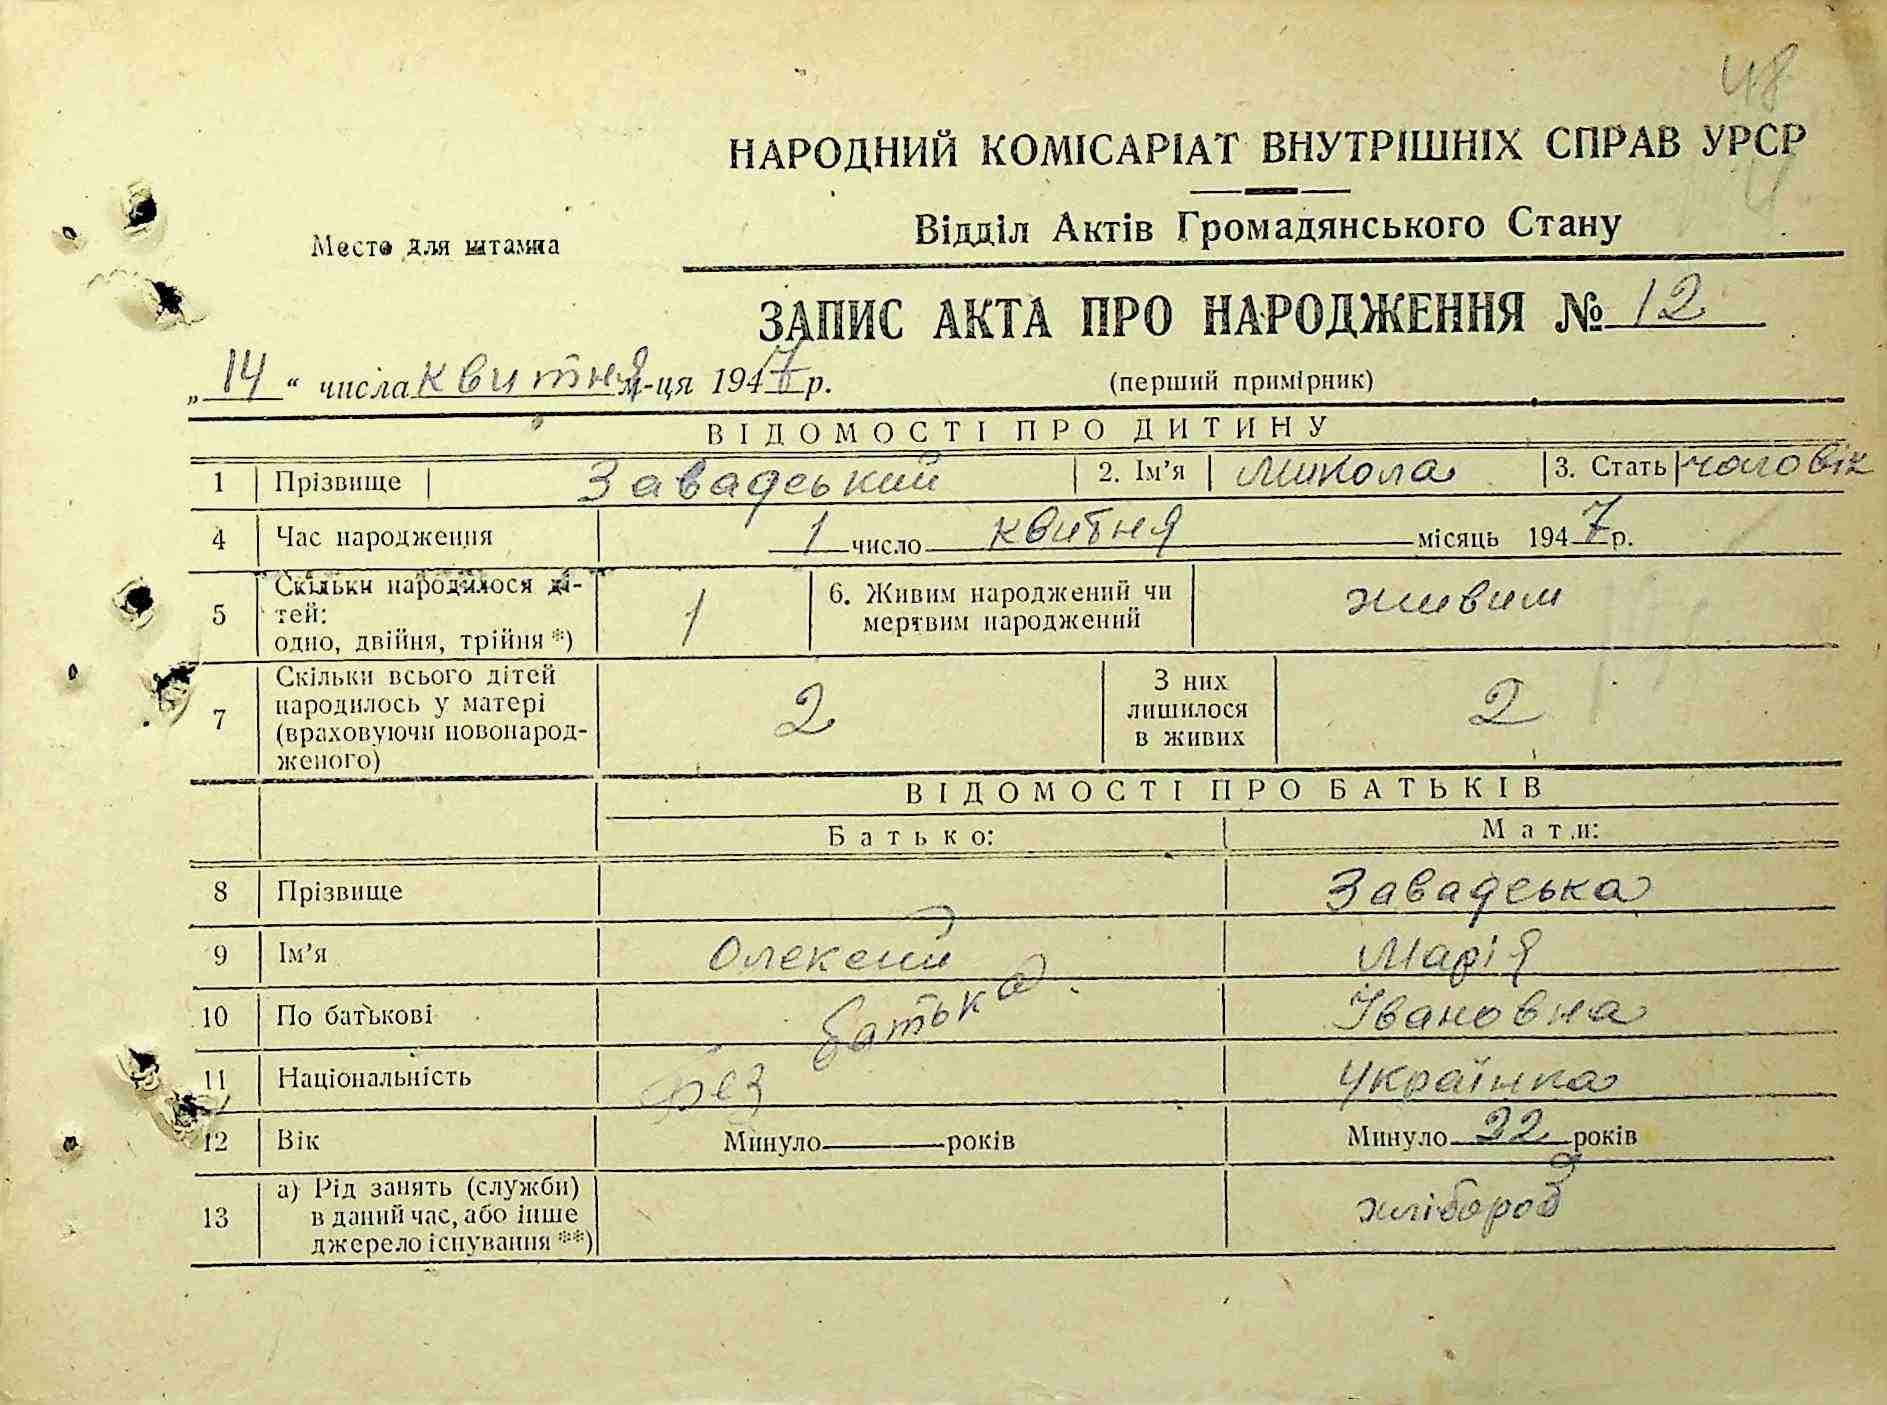 48
НАРОДНИЙ КОМІСАРІАТ ВНУТРІШНІХ СПРАВ УРСР
Место для штампа
Відділ Актів Громадянського Стану
ЗАПИС АКТА ПРО НАРОДЖЕННЯ № 12
„14“ числа квитня м-ця 1947 р.
(перший примірник)
ВІДОМОСТІ ПРО ДИТИНУ
1 Прізвище Завадський 2. Ім’я Микола 3. Стать чоловік
4 Час народження 1 число квитня місяць 1947 р.
5 Скільки народилося ді-
тей:
одно, двійня, трійня *) 1 6. Живим народжений чи
мертвим народжений живим
7 Скільки всього дітей
народилось у матері
(враховуючи новонарод-
женого) 2 З них
лишилося
в живих 2
ВІДОМОСТІ ПРО БАТЬКІВ
Батько: Мати:
8 Прізвище Завадська
9 Ім’я Олексий Марія
10 По батькові Івановна
без батька
11 Національність Українка
12 Вік Минуло років Минуло 22 років
13 а) Рід занять (служби)
в даний час, або інше
джерело існування **) хлібороб